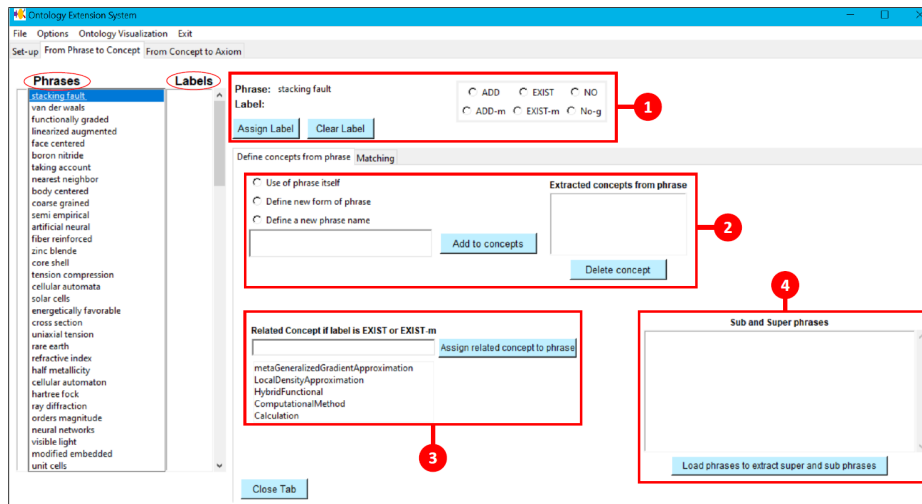 Ontology Extension System
File Options Ontology Visualization Exit
Set-up From Phrase to Concept From Concept to Axiom
Phrases Labels
stacking fault
van der waals
functionally graded
linearized augmented
face centered
boron nitride
taking account
nearest neighbor
body centered
coarse grained
semi empirical
artificial neural
fiber reinforced
zinc blende
core shell
tension compression
cellular automata
solar cells
energetically favorable
cross section
uniaxial tension
rare earth
refractive index
half metallicity
cellular automaton
hartree fock
ray diffraction
orders magnitude
neural networks
visible light
modified embedded
unit cells
Phrase: stacking fault
Label:
ADD EXIST NO
ADD-m EXIST-m No-g
Assign Label Clear Label
1
Define concepts from phrase Matching
Use of phrase itself
Define new form of phrase
Define a new phrase name
Add to concepts
Extracted concepts from phrase
Delete concept
2
Related Concept if label is EXIST or EXIST-m
Assign related concept to phrase
metaGeneralizedGradientApproximation
LocalDensityApproximation
HybridFunctional
ComputationalMethod
Calculation
3
4
Sub and Super phrases
Load phrases to extract super and sub phrases
Close Tab